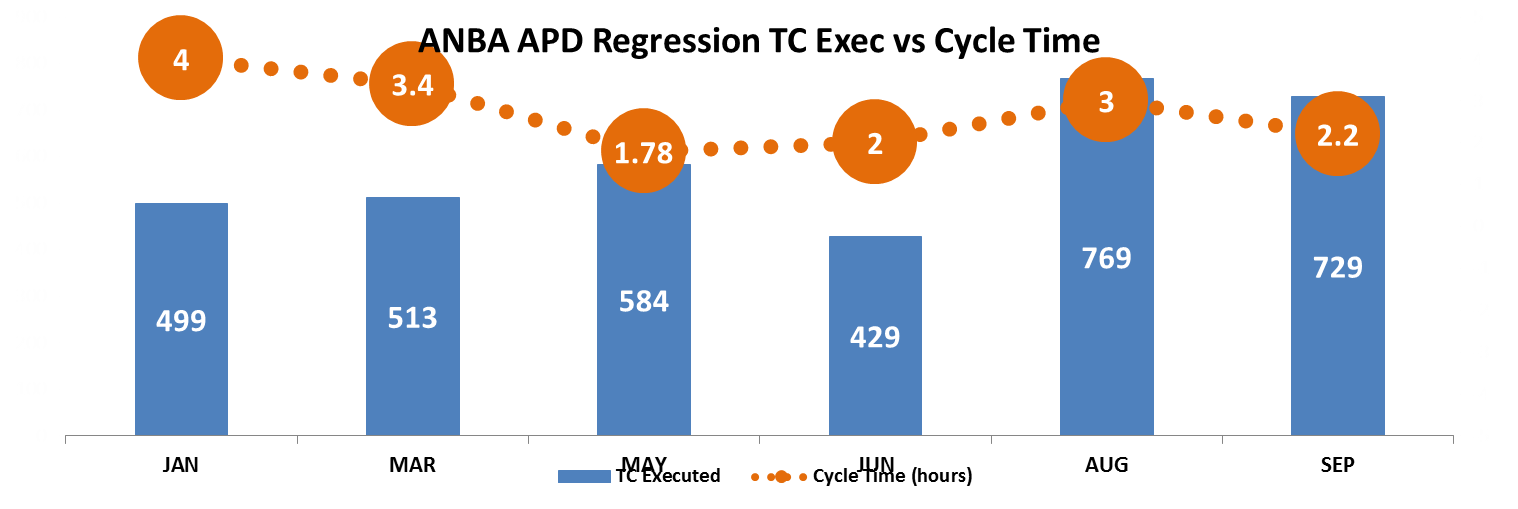 ANBA APD Regression TC Exec vs Cycle Time
4
3.4
1.78
2
3
2.2
499
513
584
429
769
729
JAN
MAR
MAY
JUN
AUG
SEP
TC Executed
Cycle Time (hours)